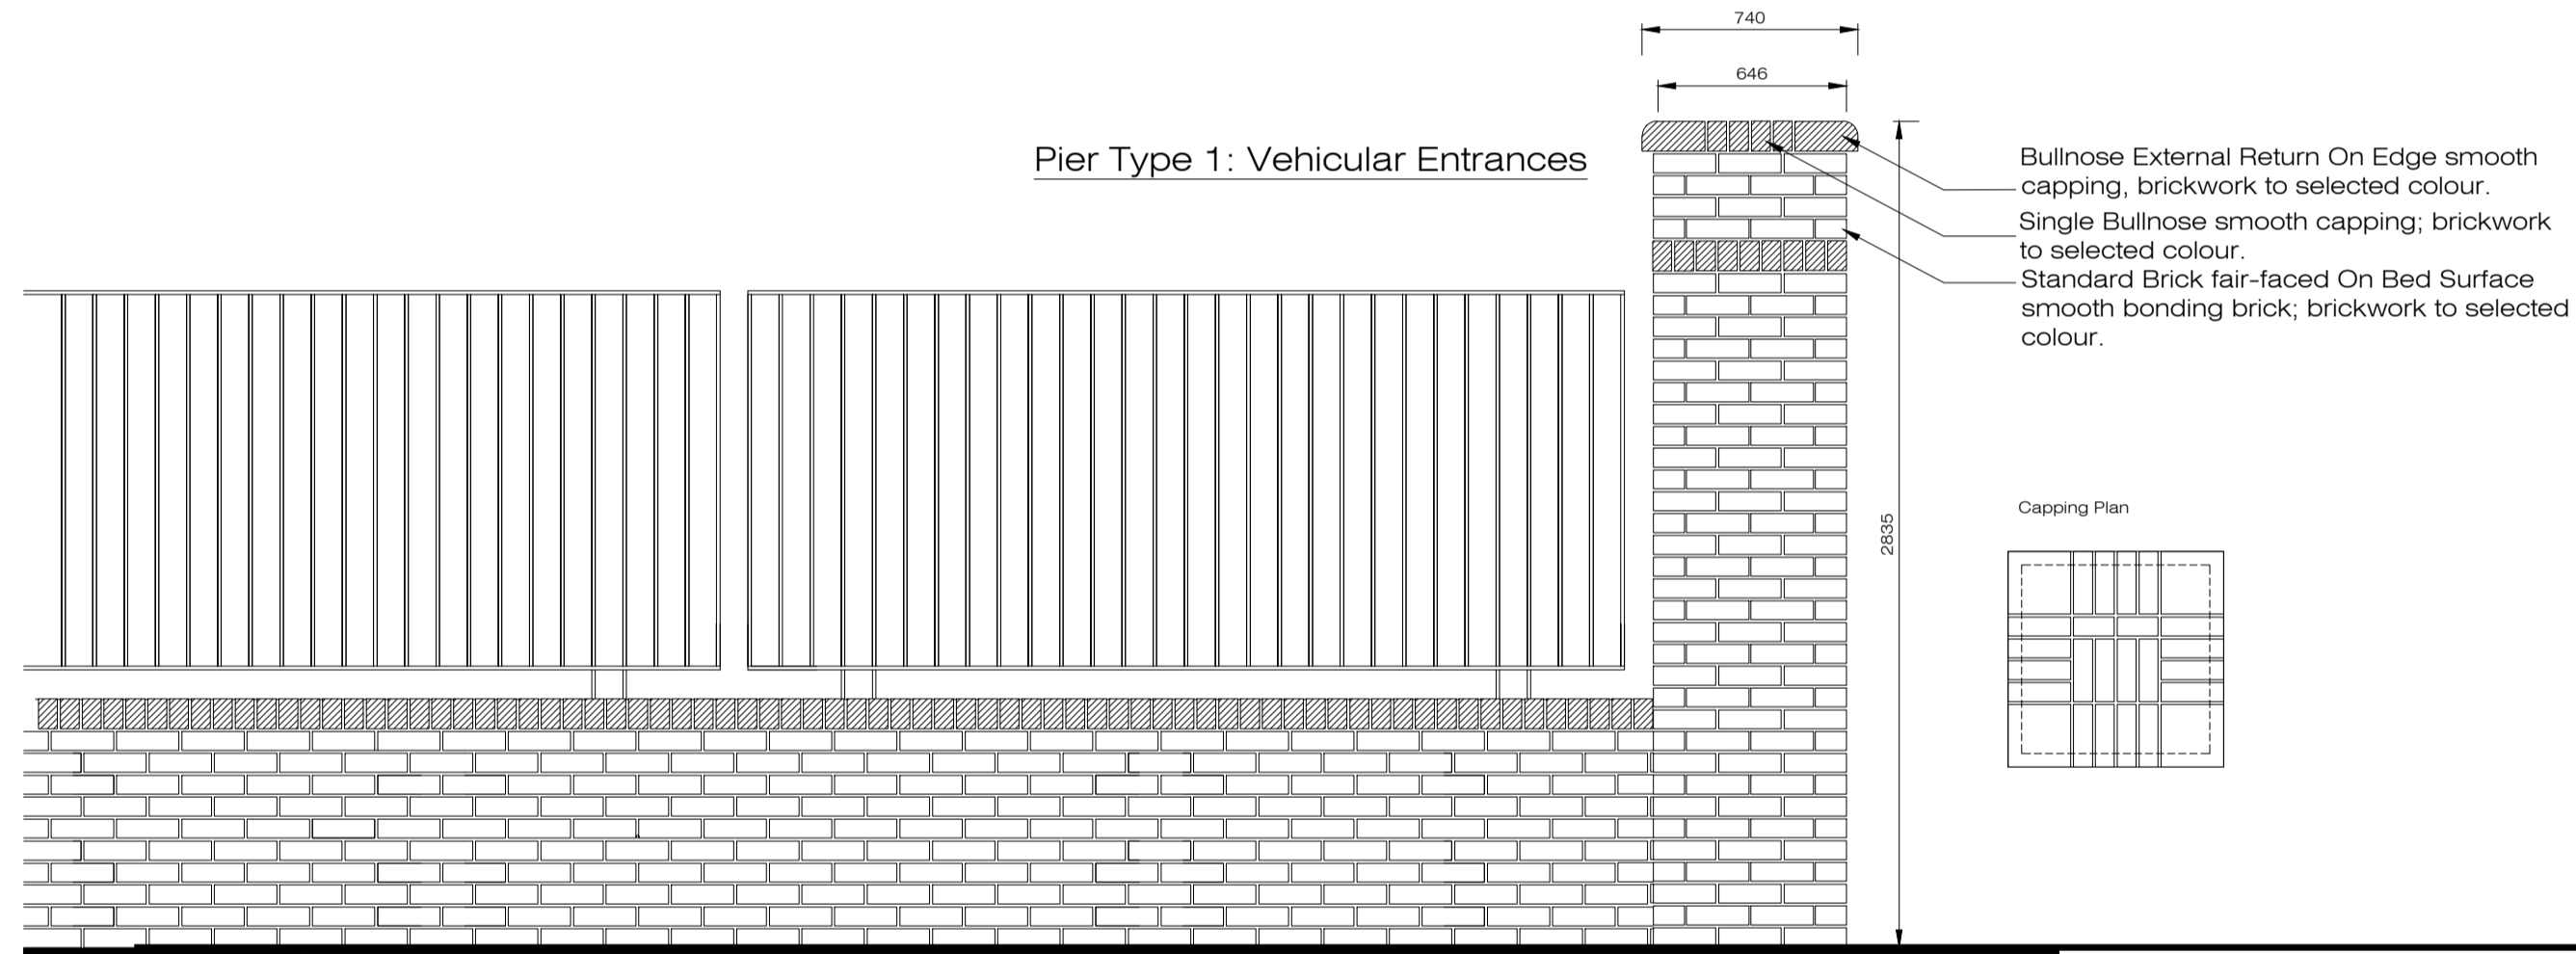 740
646
Pier Type 1: Vehicular Entrances
Bullnose External Return On Edge smooth
capping, brickwork to selected colour.
Single Bullnose smooth capping; brickwork
to selected colour.
Standard Brick fair-faced On Bed Surface
smooth bonding brick; brickwork to selected
colour.
2835
Capping Plan